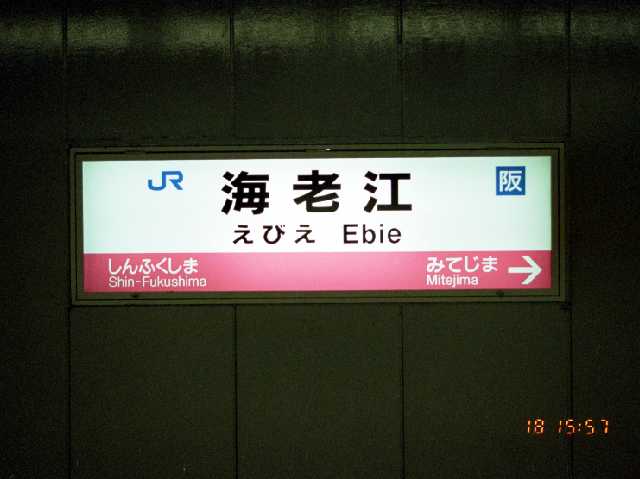 JR 海老江 阪
えびえ Ebie
しんふくしま みてじま →
Shin-Fukushima Mitejima
18 15:57